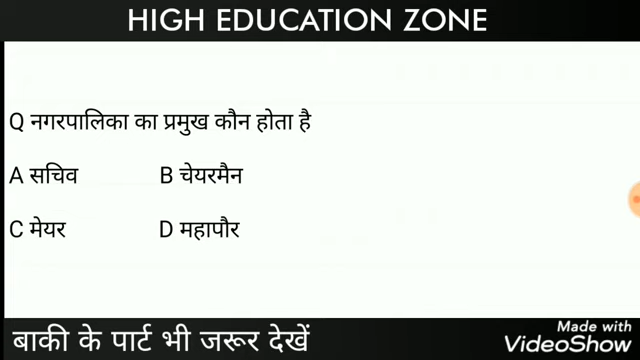 HIGH EDUCATION ZONE
Q नगरपालिका का प्रमुख कौन होता है
A सचिव B चेयरमैन
C मेयर D महापौर
बाकी के पार्ट भी जरूर देखें
Made with
VideoShow